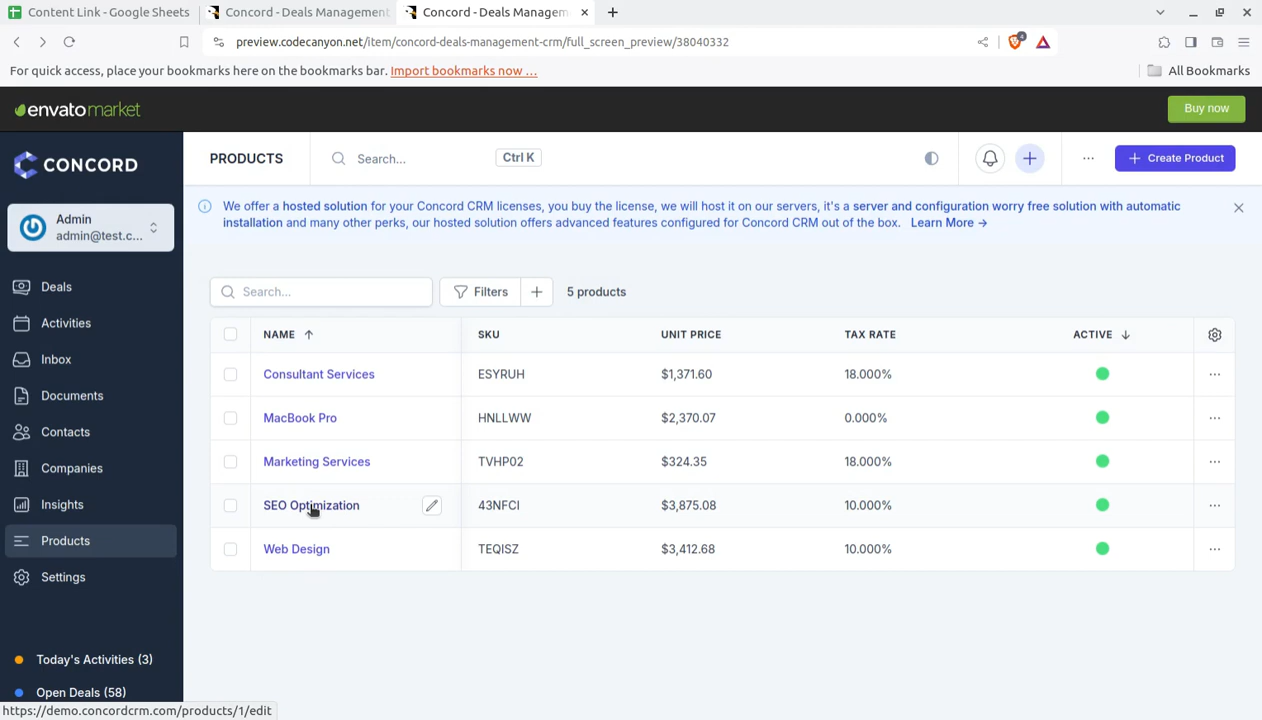 Content Link - Google Sheets
Concord - Deals Management
Concord - Deals Managem
preview.codecanyon.net/item/concord-deals-management-crm/full_screen_preview/38040332
4
For quick access, place your bookmarks here on the bookmarks bar. Import bookmarks now ...
All Bookmarks
envatomarket
Buy now
CONCORD
PRODUCTS
Search...
Ctrl K
Create Product
Admin
admin@test.c...
We offer a hosted solution for your Concord CRM licenses, you buy the license, we will host it on our servers, it's a server and configuration worry free solution with automatic
installation and many other perks, our hosted solution offers advanced features configured for Concord CRM out of the box. Learn More →
Deals
Activities
Inbox
Documents
Contacts
Companies
Insights
Products
Settings
Today's Activities (3)
Open Deals (58)
Search...
Filters
5 products
NAME SKU UNIT PRICE TAX RATE ACTIVE
Consultant Services ESYRUH $1,371.60 18.000%
MacBook Pro HNLLWW $2,370.07 0.000%
Marketing Services TVHP02 $324.35 18.000%
SEO Optimization 43NFCI $3,875.08 10.000%
Web Design TEQISZ $3,412.68 10.000%
https://demo.concordcrm.com/products/1/edit